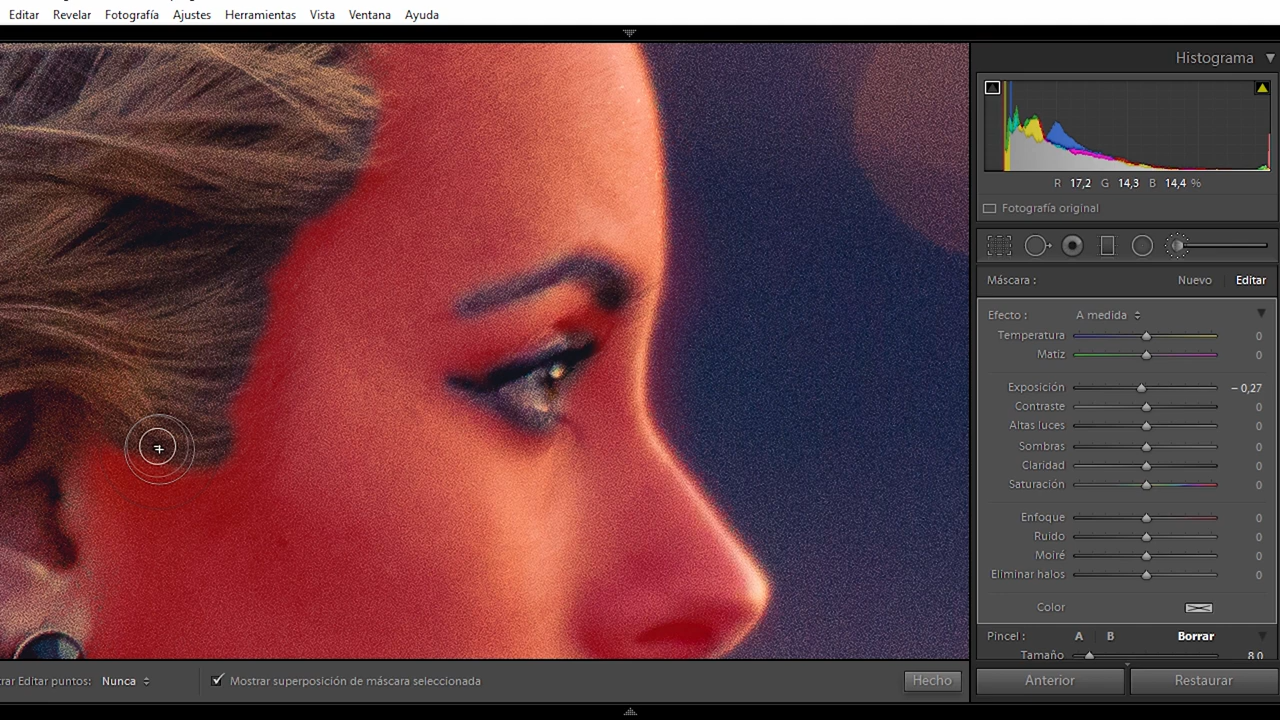 Editar Revelar Fotografía Ajustes Herramientas Vista Ventana Ayuda
Histograma
R 17,2 G 14,3 B 14,4 %
Fotografía original
Máscara : Nuevo Editar
Efecto : A medida
Temperatura 0
Matiz 0
Exposición – 0,27
Contraste 0
Altas luces 0
Sombras 0
Claridad 0
Saturación 0
Enfoque 0
Ruido 0
Moiré 0
Eliminar halos 0
Color
Pincel : A B Borrar
Tamaño 8,0
rar Editar puntos: Nunca Mostrar superposición de máscara seleccionada Hecho
Anterior Restaurar